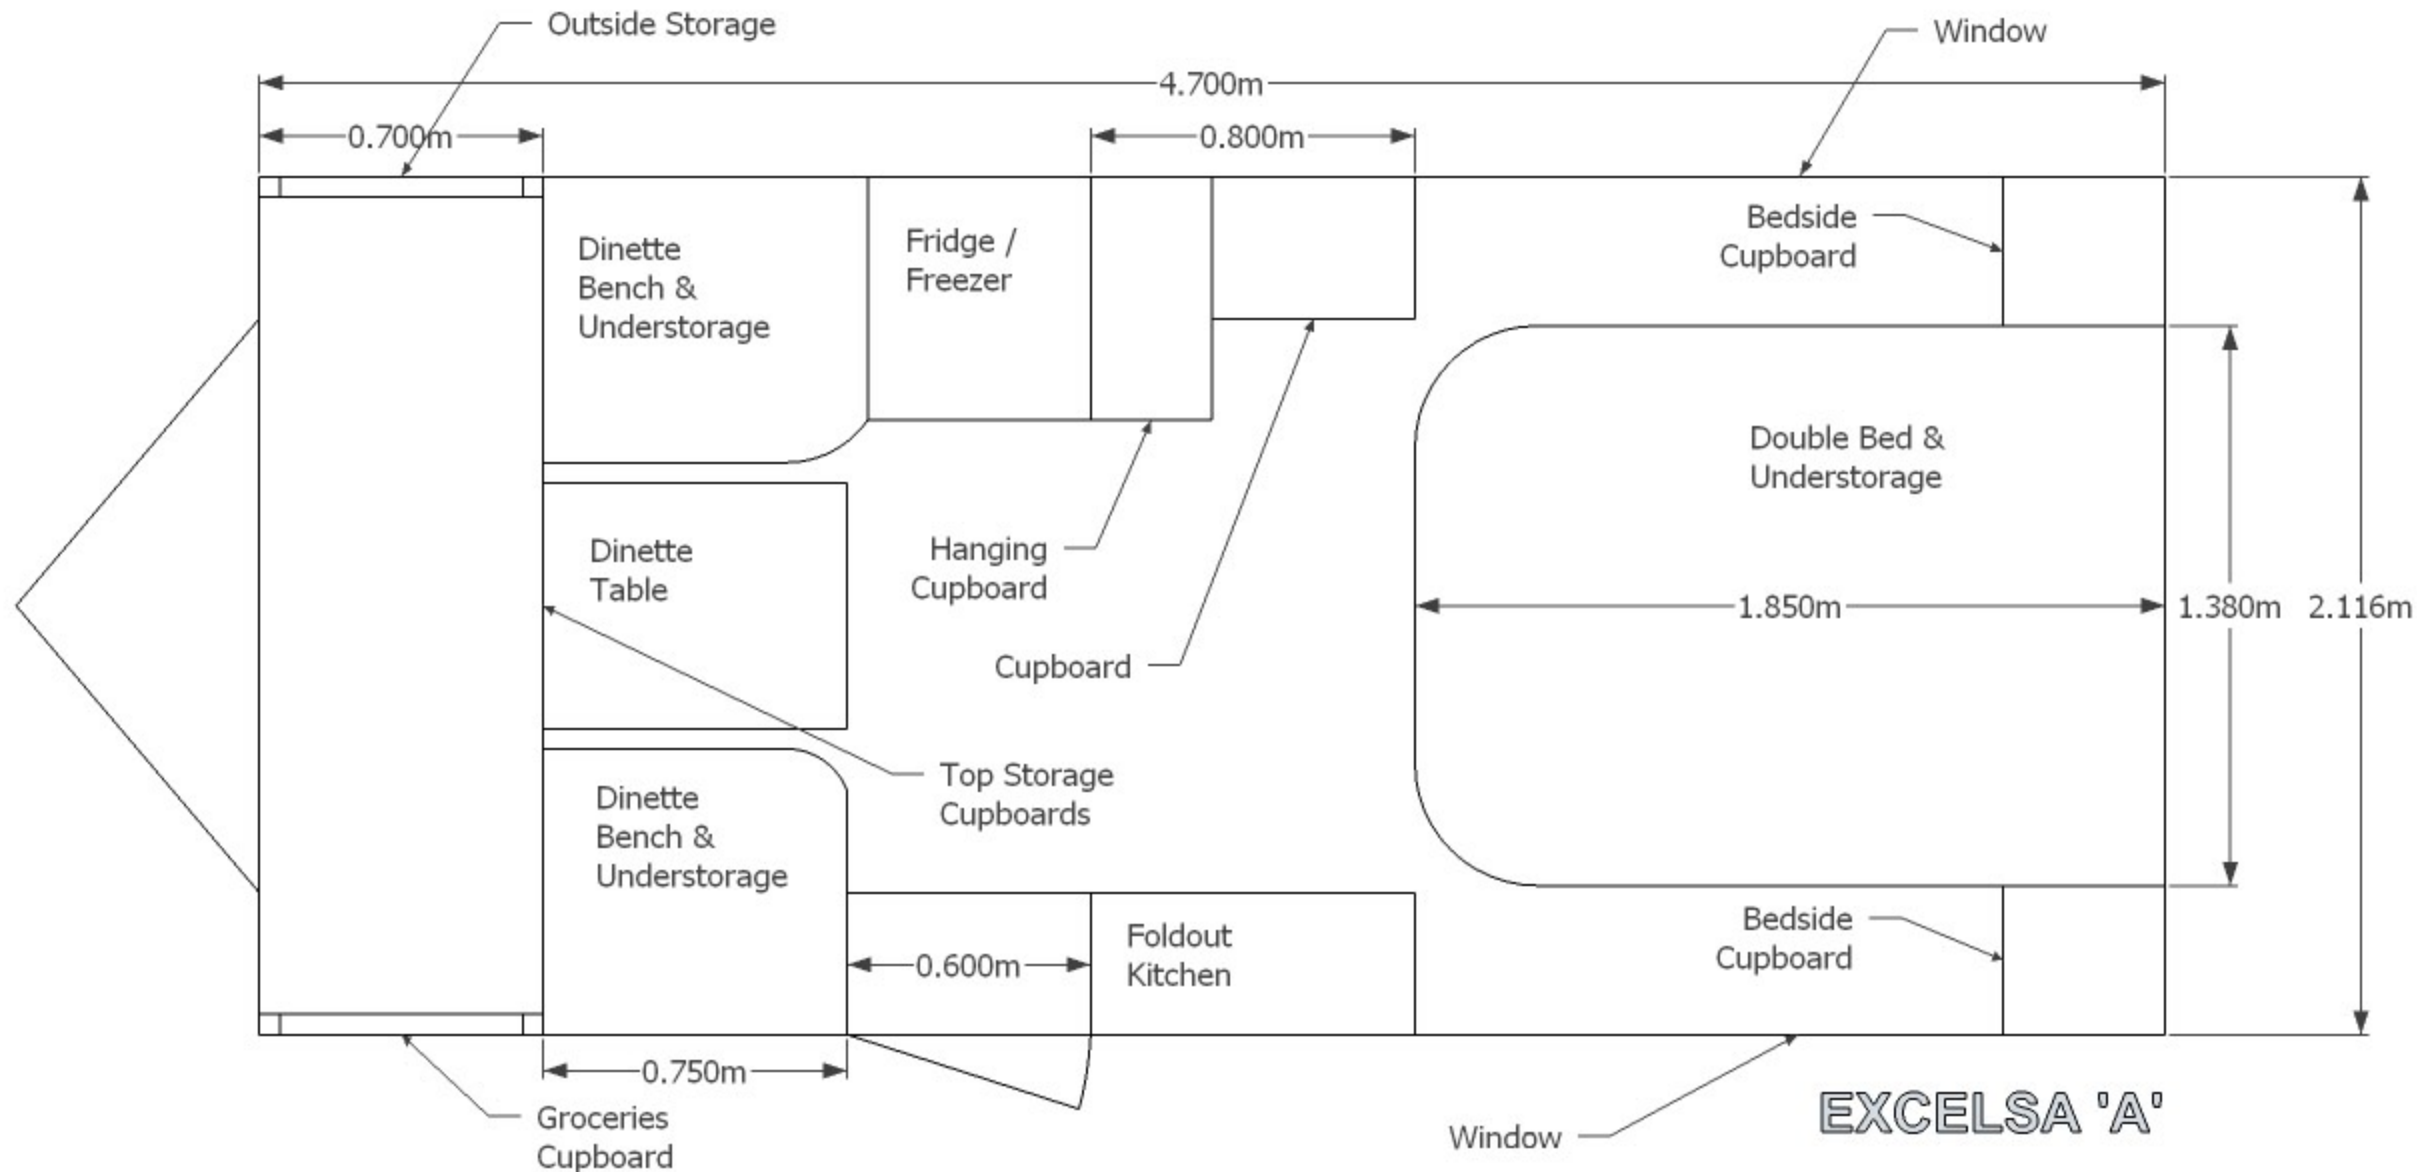 Outside Storage
Window
4.700m
0.700m
0.800m
Dinette
Bench &
Understorage
Fridge /
Freezer
Bedside
Cupboard
Double Bed &
Understorage
Dinette
Table
Hanging
Cupboard
Cupboard
1.850m
1.380m
2.116m
Top Storage
Cupboards
Dinette
Bench &
Understorage
0.600m
Foldout
Kitchen
Bedside
Cupboard
0.750m
Groceries
Cupboard
Window
EXCELSA 'A'